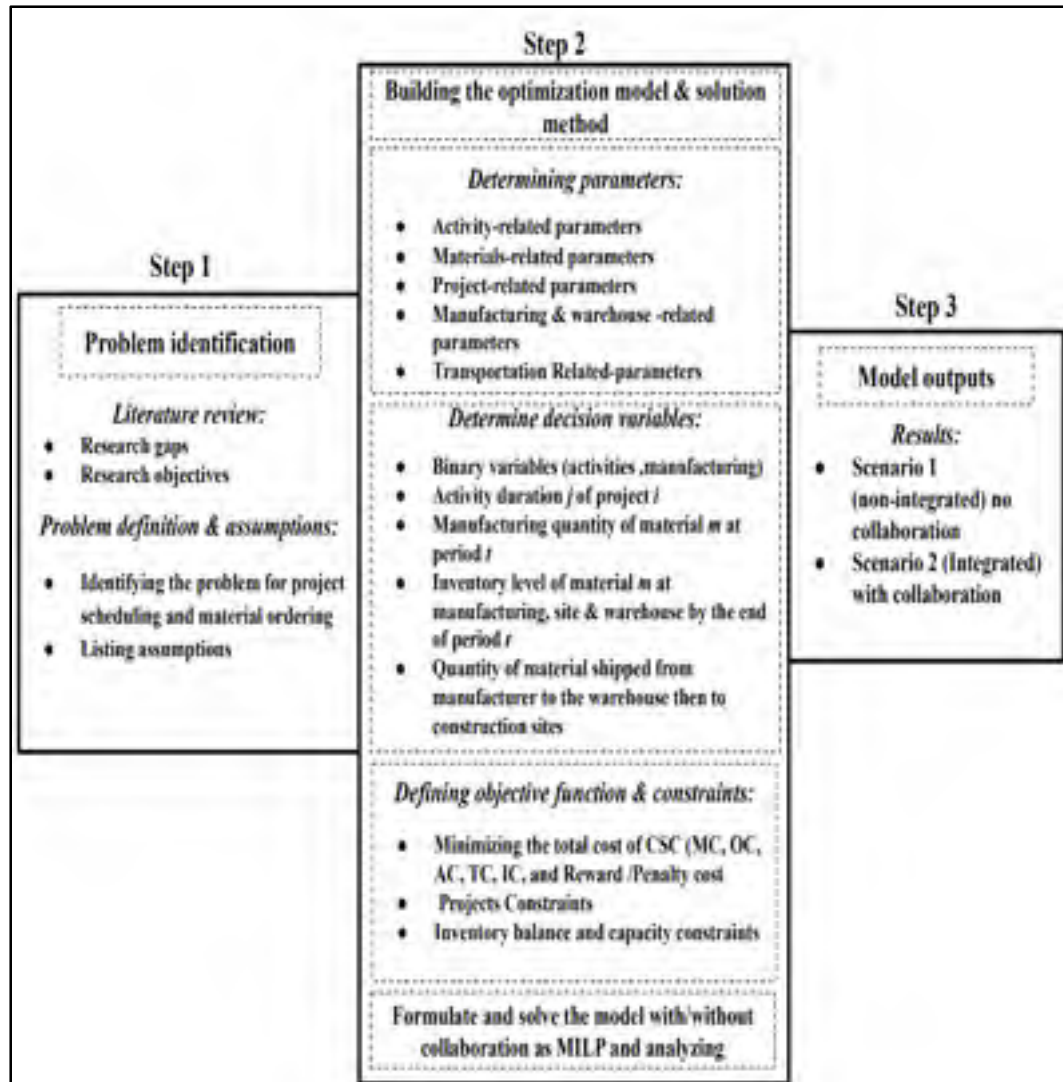 Step 1
Problem identification
Literature review:
Research gaps
Research objectives
Problem definition & assumptions:
Identifying the problem for project
scheduling and material ordering
Listing assumptions
Step 2
Building the optimization model & solution
method
Determining parameters:
Activity-related parameters
Materials-related parameters
Project-related parameters
Manufacturing & warehouse -related
parameters
Transportation Related-parameters
Determine decision variables:
Binary variables (activities ,manufacturing)
Activity duration j of project i
Manufacturing quantity of material m at
period t
Inventory level of material m at
manufacturing, site & warehouse by the end
of period t
Quantity of material shipped from
manufacturer to the warehouse then to
construction sites
Defining objective function & constraints:
Minimizing the total cost of CSC (MC, OC,
AC, TC, IC, and Reward /Penalty cost
Projects Constraints
Inventory balance and capacity constraints
Formulate and solve the model with/without
collaboration as MILP and analyzing
Step 3
Model outputs
Results:
Scenario 1
(non-integrated) no
collaboration
Scenario 2 (Integrated)
with collaboration